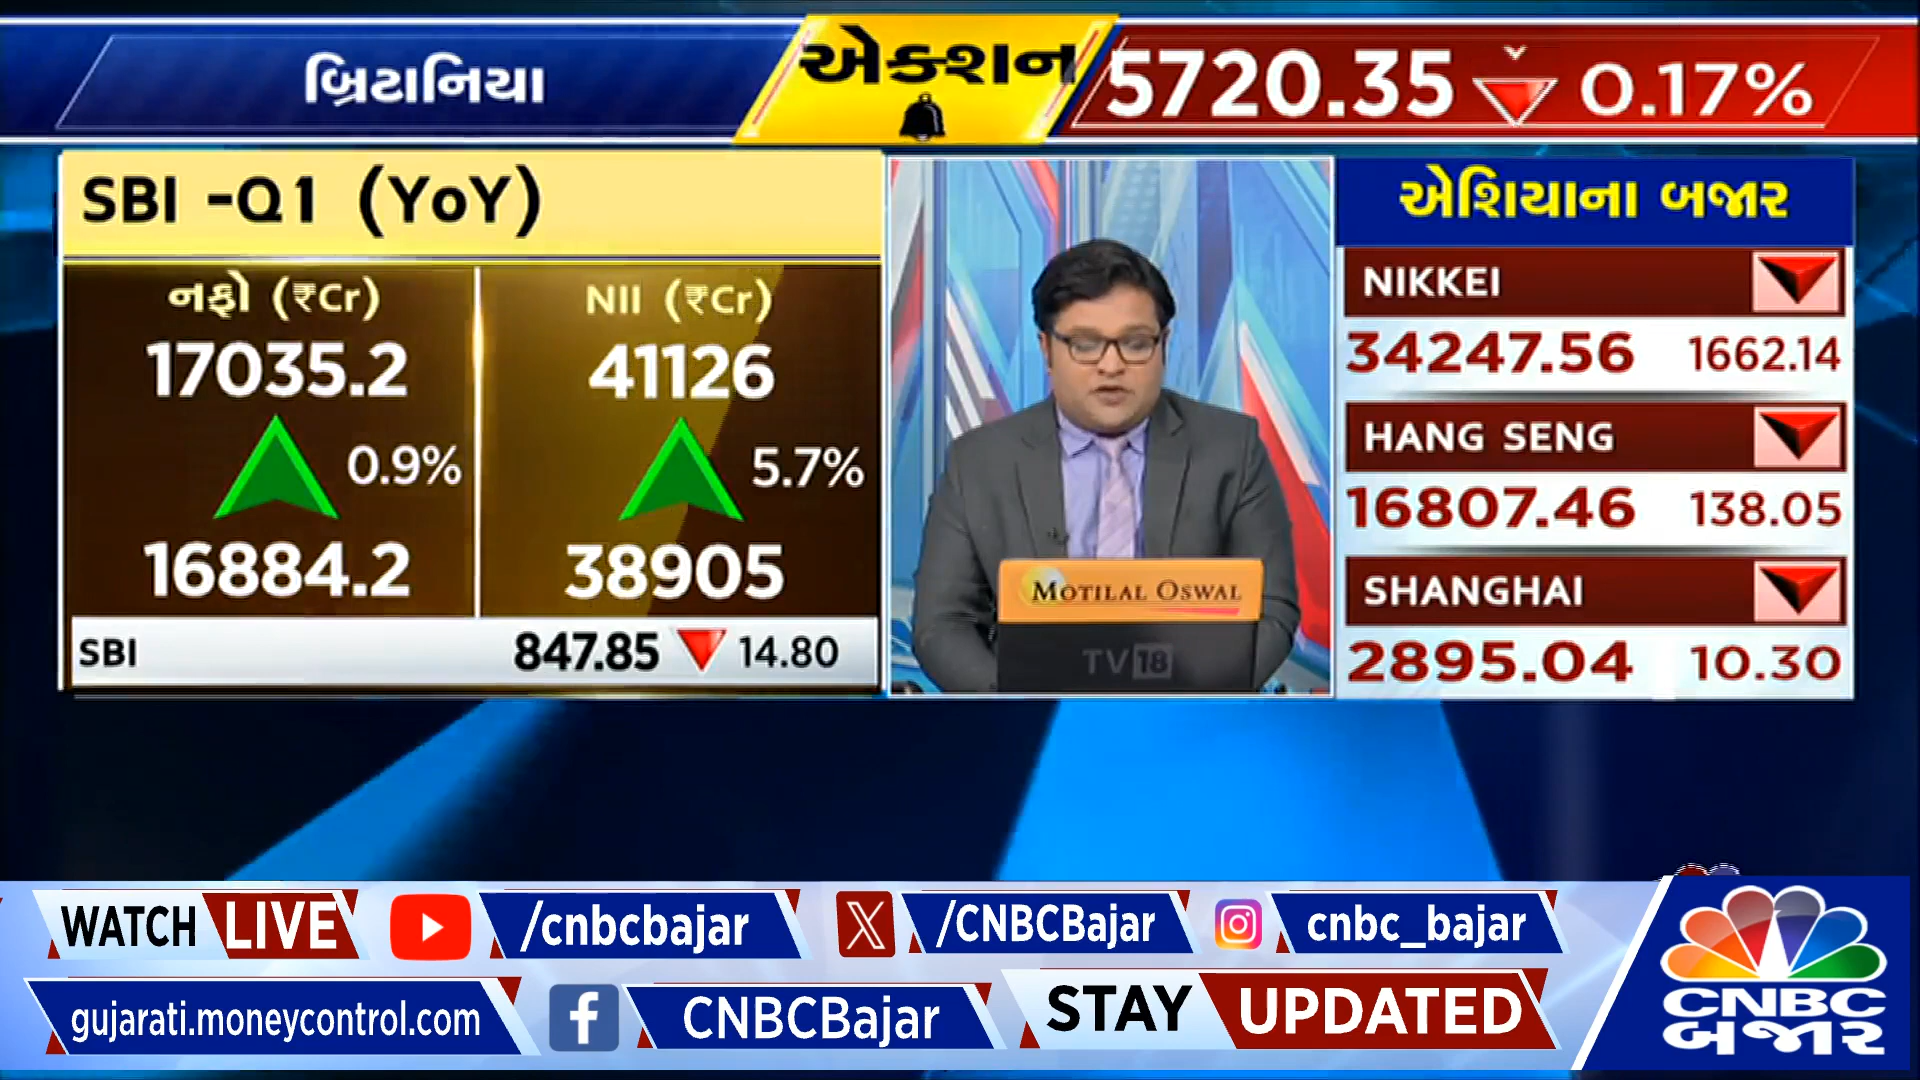 બ્રિટાનિયા
એક્શન
5720.35 0.17%
SBI -Q1 (YoY)
નફો (₹Cr)
17035.2
0.9%
16884.2
NII (₹Cr)
41126
5.7%
38905
SBI 847.85 14.80
MOTILAL OSWAL
TV18
એશિયાના બજાર
NIKKEI
34247.56 1662.14
HANG SENG
16807.46 138.05
SHANGHAI
2895.04 10.30
WATCH LIVE /cnbcbajar /CNBCBajar cnbc_bajar
gujarati.moneycontrol.com CNBCBajar STAY UPDATED
CNBC
બજાર